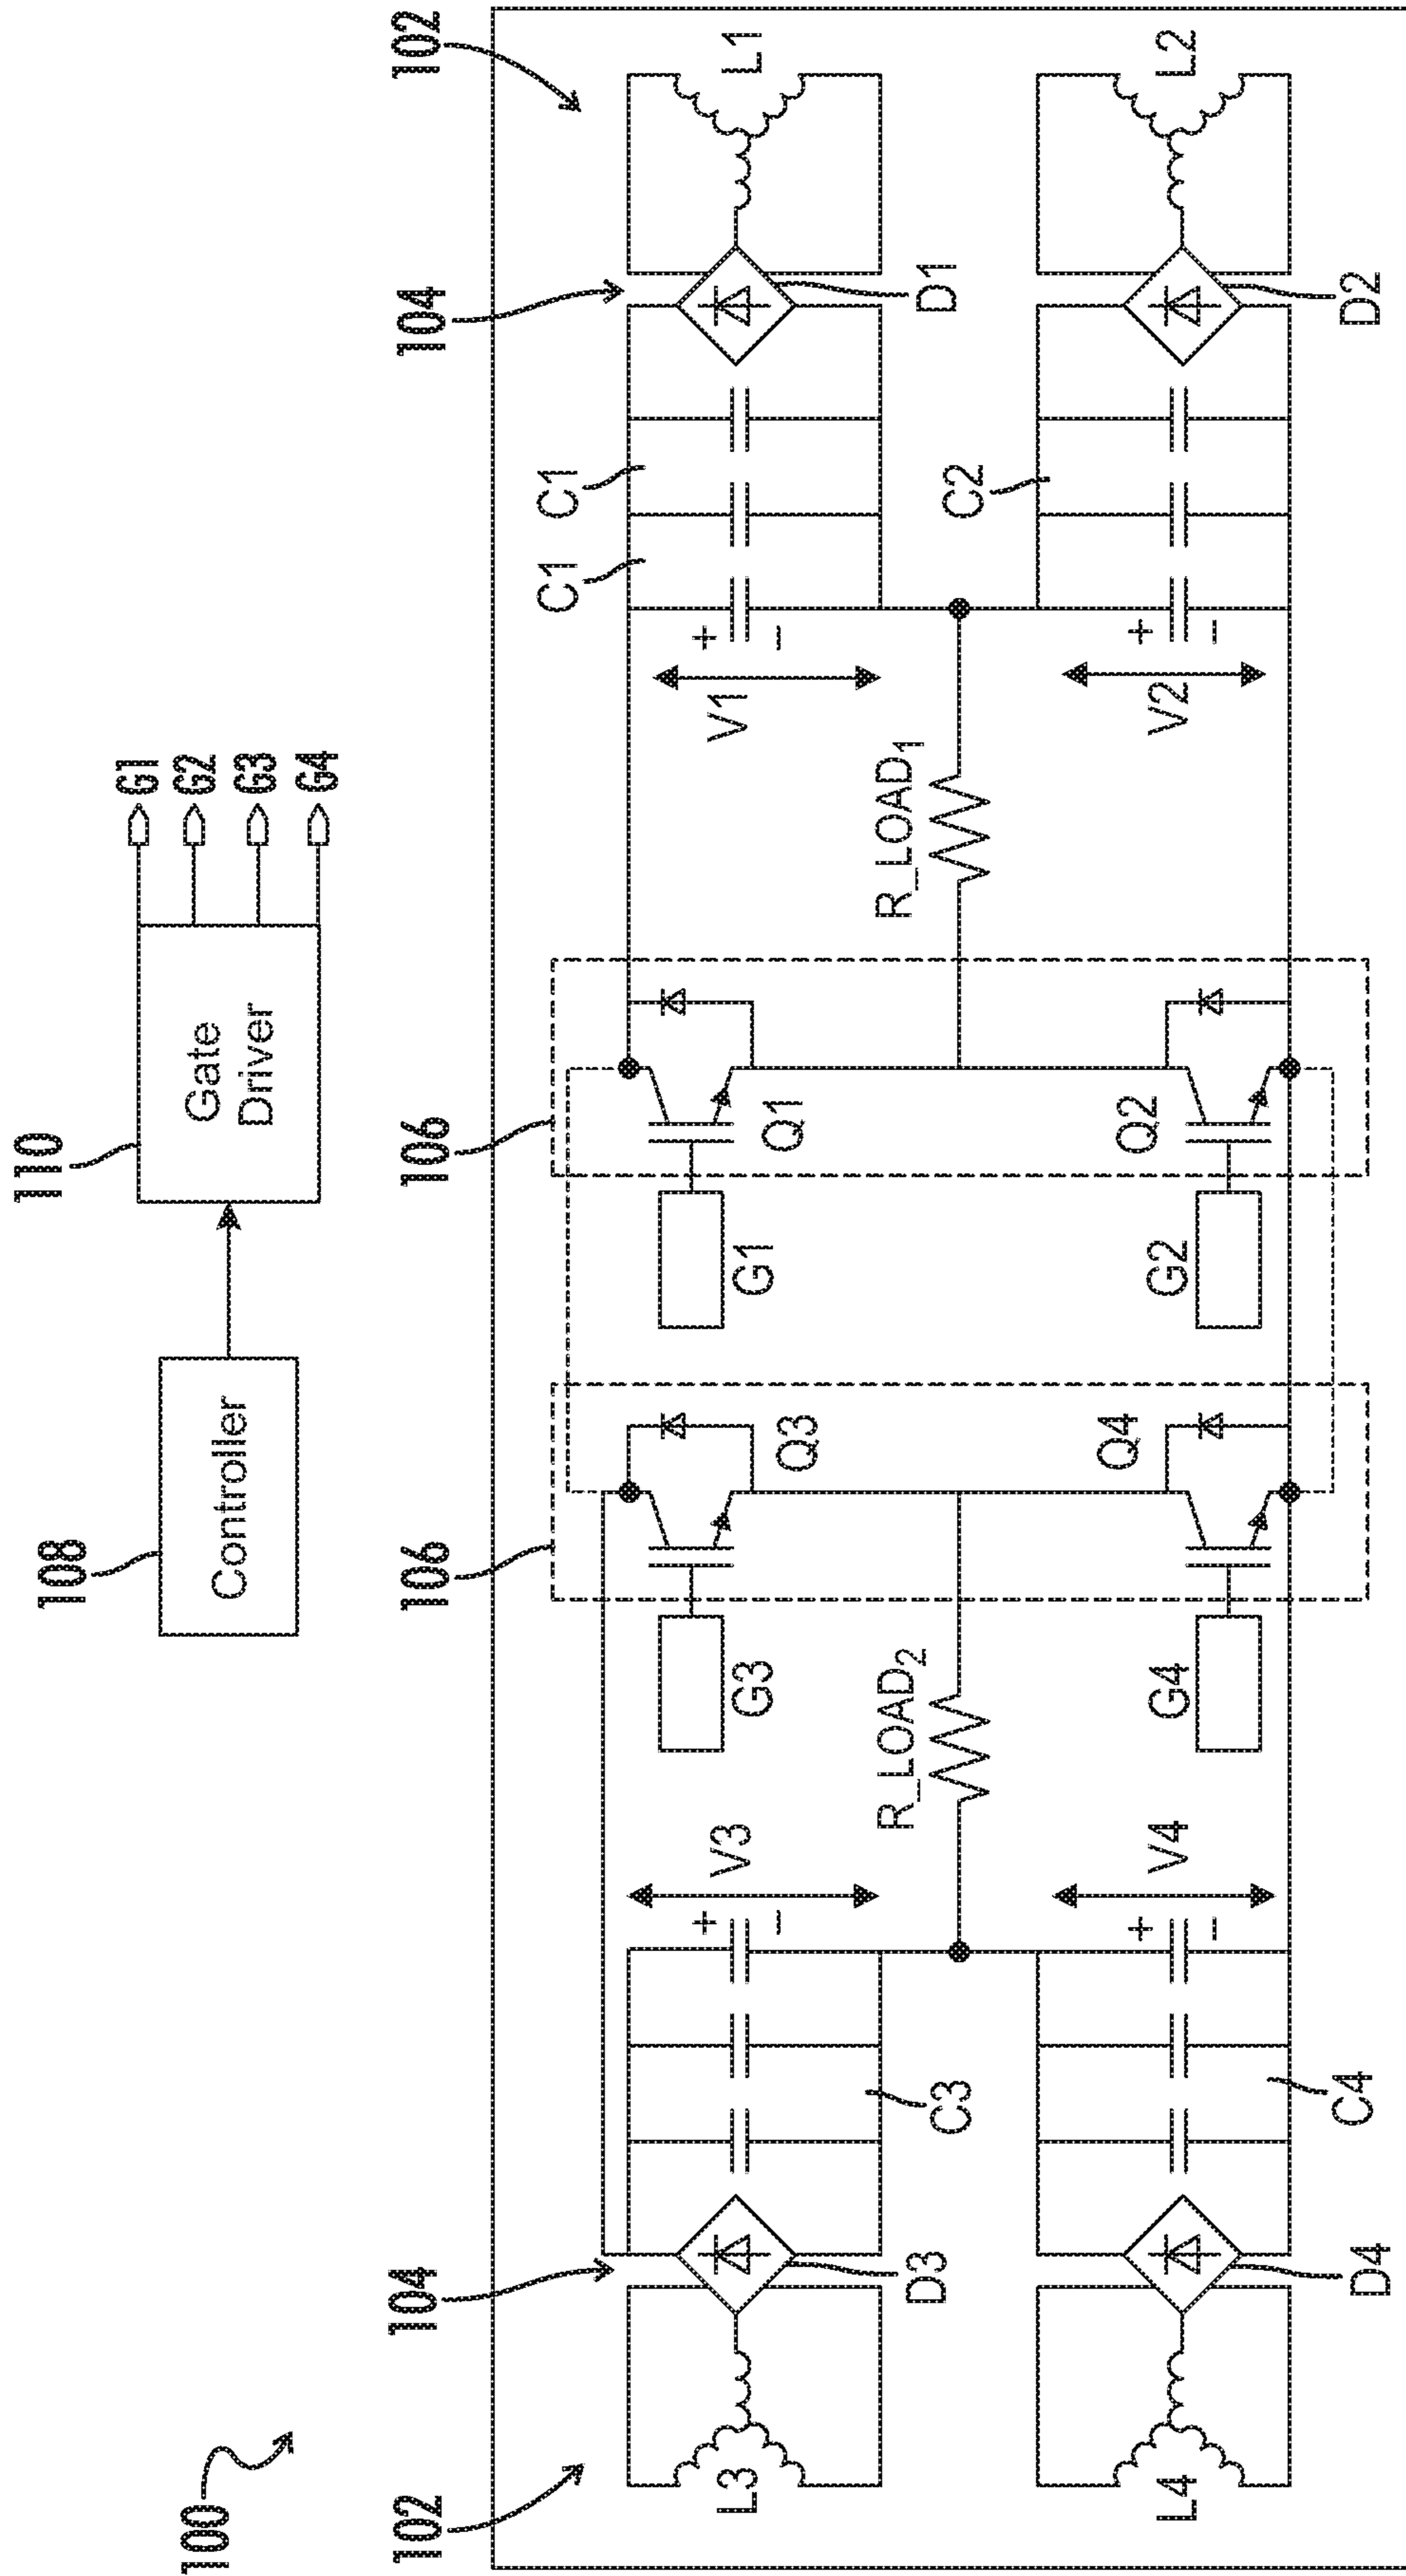 100
108
Controller
110
Gate
Driver
G1
G2
G3
G4
102
104
106
106
104
102
L3
D3
C3
V3
+
−
R_LOAD2
G3
Q3
G1
Q1
R_LOAD1
V1
+
−
C1
C1
D1
L1
L4
D4
C4
V4
+
−
G4
Q4
G2
Q2
V2
+
−
C2
D2
L2